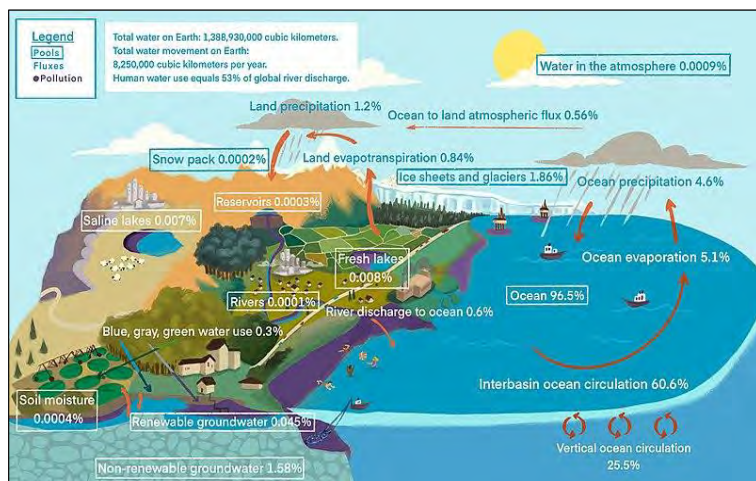 Legend
Pools
Fluxes
Pollution
Total water on Earth: 1,388,930,000 cubic kilometers.
Total water movement on Earth:
8,250,000 cubic kilometers per year.
Human water use equals 53% of global river discharge.
Water in the atmosphere 0.0009%
Land precipitation 1.2%
Ocean to land atmospheric flux 0.56%
Snow pack 0.0002%
Land evapotranspiration 0.84%
Ice sheets and glaciers 1.86%
Ocean precipitation 4.6%
Reservoirs 0.0003%
Saline lakes 0.007%
Fresh lakes
0.008%
Ocean evaporation 5.1%
Ocean 96.5%
Rivers 0.0001%
River discharge to ocean 0.6%
Blue, gray, green water use 0.3%
Interbasin ocean circulation 60.6%
Soil moisture
0.0004%
Renewable groundwater 0.045%
Vertical ocean circulation
25.5%
Non-renewable groundwater 1.58%